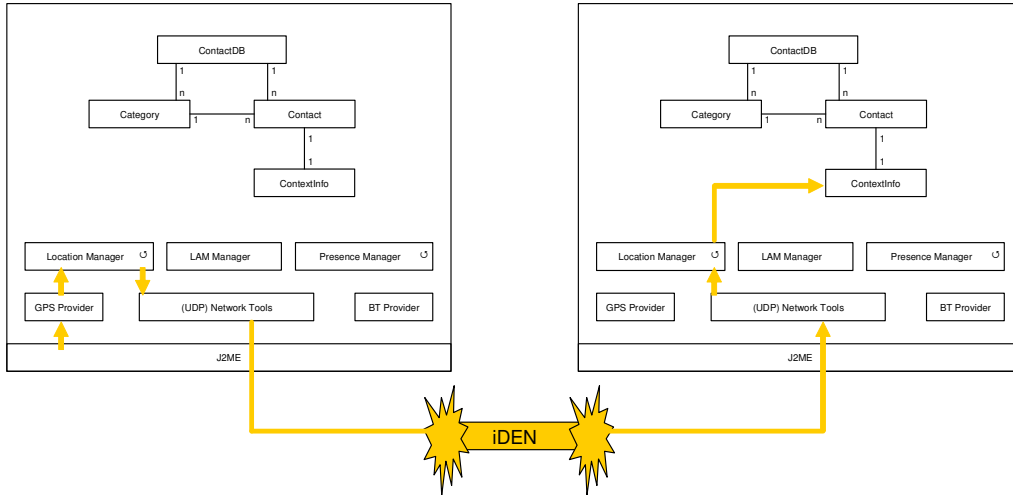 ContactDB
1
1
n
n
Category
1
n
Contact
1
1
ContextInfo
Location Manager
LAM Manager
Presence Manager
GPS Provider
(UDP) Network Tools
BT Provider
J2ME
ContactDB
1
1
n
n
Category
1
n
Contact
1
1
ContextInfo
Location Manager
LAM Manager
Presence Manager
GPS Provider
(UDP) Network Tools
BT Provider
J2ME
iDEN